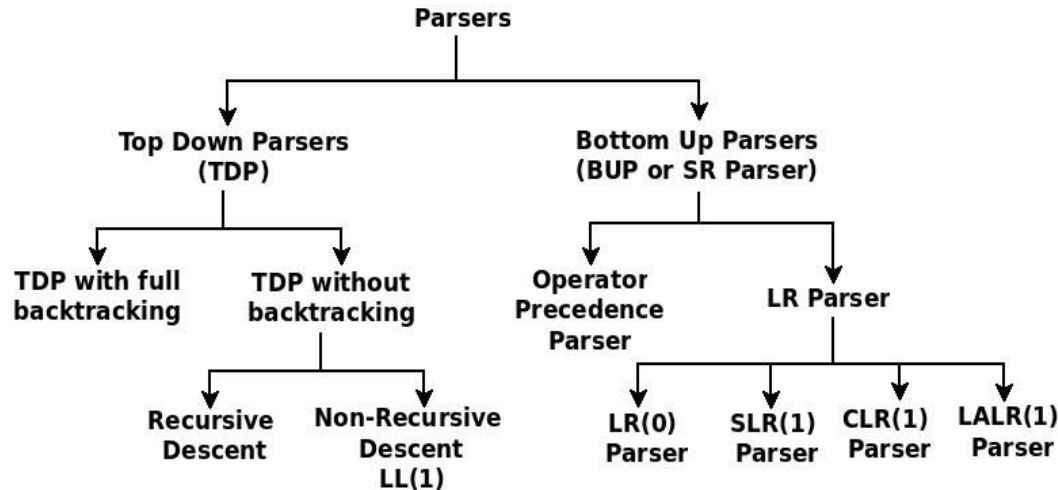 Parsers
Top Down Parsers
(TDP)
Bottom Up Parsers
(BUP or SR Parser)
TDP with full
backtracking
TDP without
backtracking
Operator
Precedence
Parser
LR Parser
Recursive
Descent
Non-Recursive
Descent
LL(1)
LR(0)
Parser
SLR(1)
Parser
CLR(1)
Parser
LALR(1)
Parser